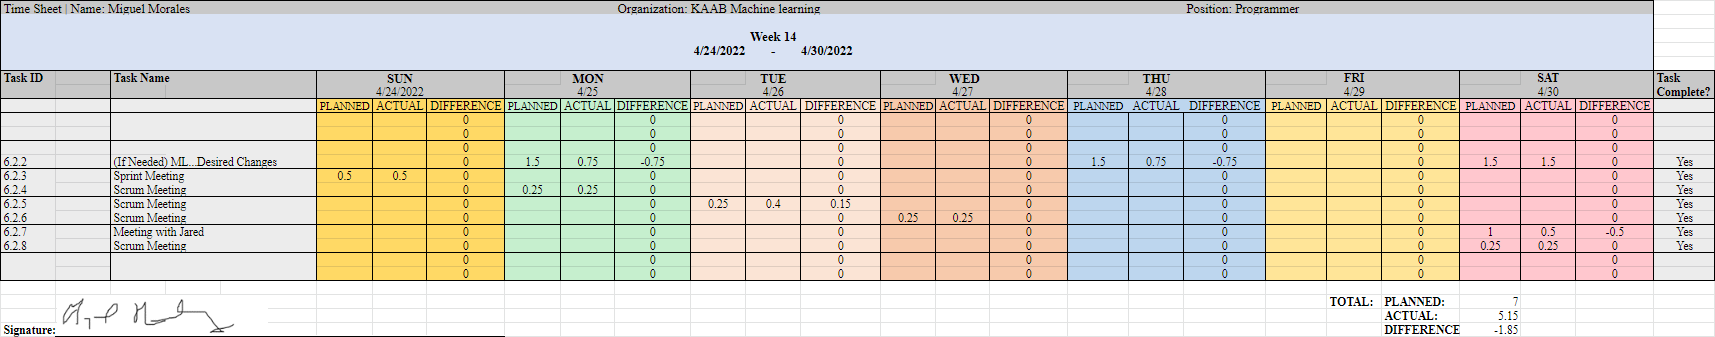 Time Sheet | Name: Miguel Morales Organization: KAAB Machine learning Position: Programmer
Week 14
4/24/2022 - 4/30/2022
Task ID Task Name SUN MON TUE WED THU FRI SAT Task
4/24/2022 4/25 4/26 4/27 4/28 4/29 4/30 Complete?
PLANNED ACTUAL DIFFERENCE PLANNED ACTUAL DIFFERENCE PLANNED ACTUAL DIFFERENCE PLANNED ACTUAL DIFFERENCE PLANNED ACTUAL DIFFERENCE PLANNED ACTUAL DIFFERENCE PLANNED ACTUAL DIFFERENCE
0 0 0 0 0 0 0
0 0 0 0 0 0 0
0 0 0 0 0 0 0
6.2.2 (If Needed) ML...Desired Changes 0 1.5 0.75 -0.75 0 0 1.5 0.75 -0.75 0 1.5 1.5 0 Yes
6.2.3 Sprint Meeting 0.5 0.5 0 0 0 0 0 0 0 Yes
6.2.4 Scrum Meeting 0 0.25 0.25 0 0 0 0 0 0 Yes
6.2.5 Scrum Meeting 0 0 0.25 0.4 0.15 0 0 0 0 Yes
6.2.6 Scrum Meeting 0 0 0 0.25 0.25 0 0 0 0 Yes
6.2.7 Meeting with Jared 0 0 0 0 0 0 1 0.5 -0.5 Yes
6.2.8 Scrum Meeting 0 0 0 0 0 0 0.25 0.25 0 Yes
0 0 0 0 0 0 0
0 0 0 0 0 0 0
TOTAL: PLANNED: 7
ACTUAL: 5.15
Signature: DIFFERENCE -1.85